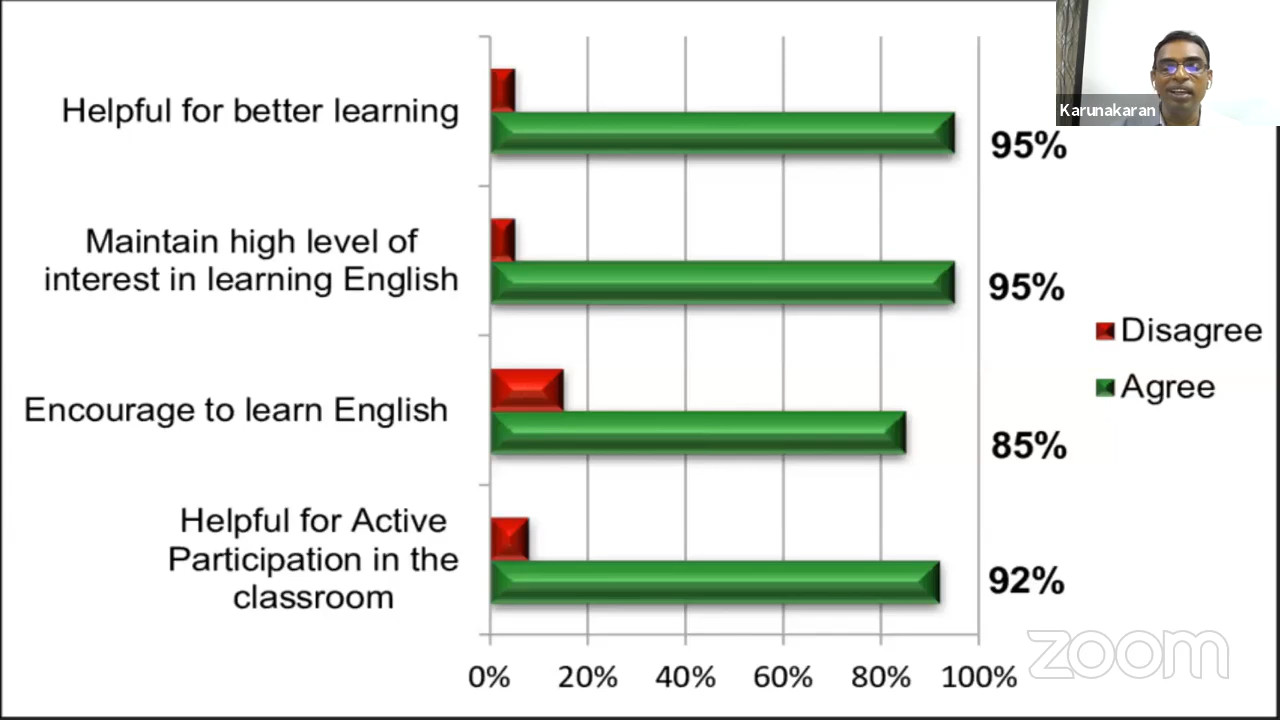 Karunakaran
Helpful for better learning
95%
Maintain high level of
interest in learning English
95%
Disagree
Agree
Encourage to learn English
85%
Helpful for Active
Participation in the
classroom
92%
0% 20% 40% 60% 80% 100%
zoom